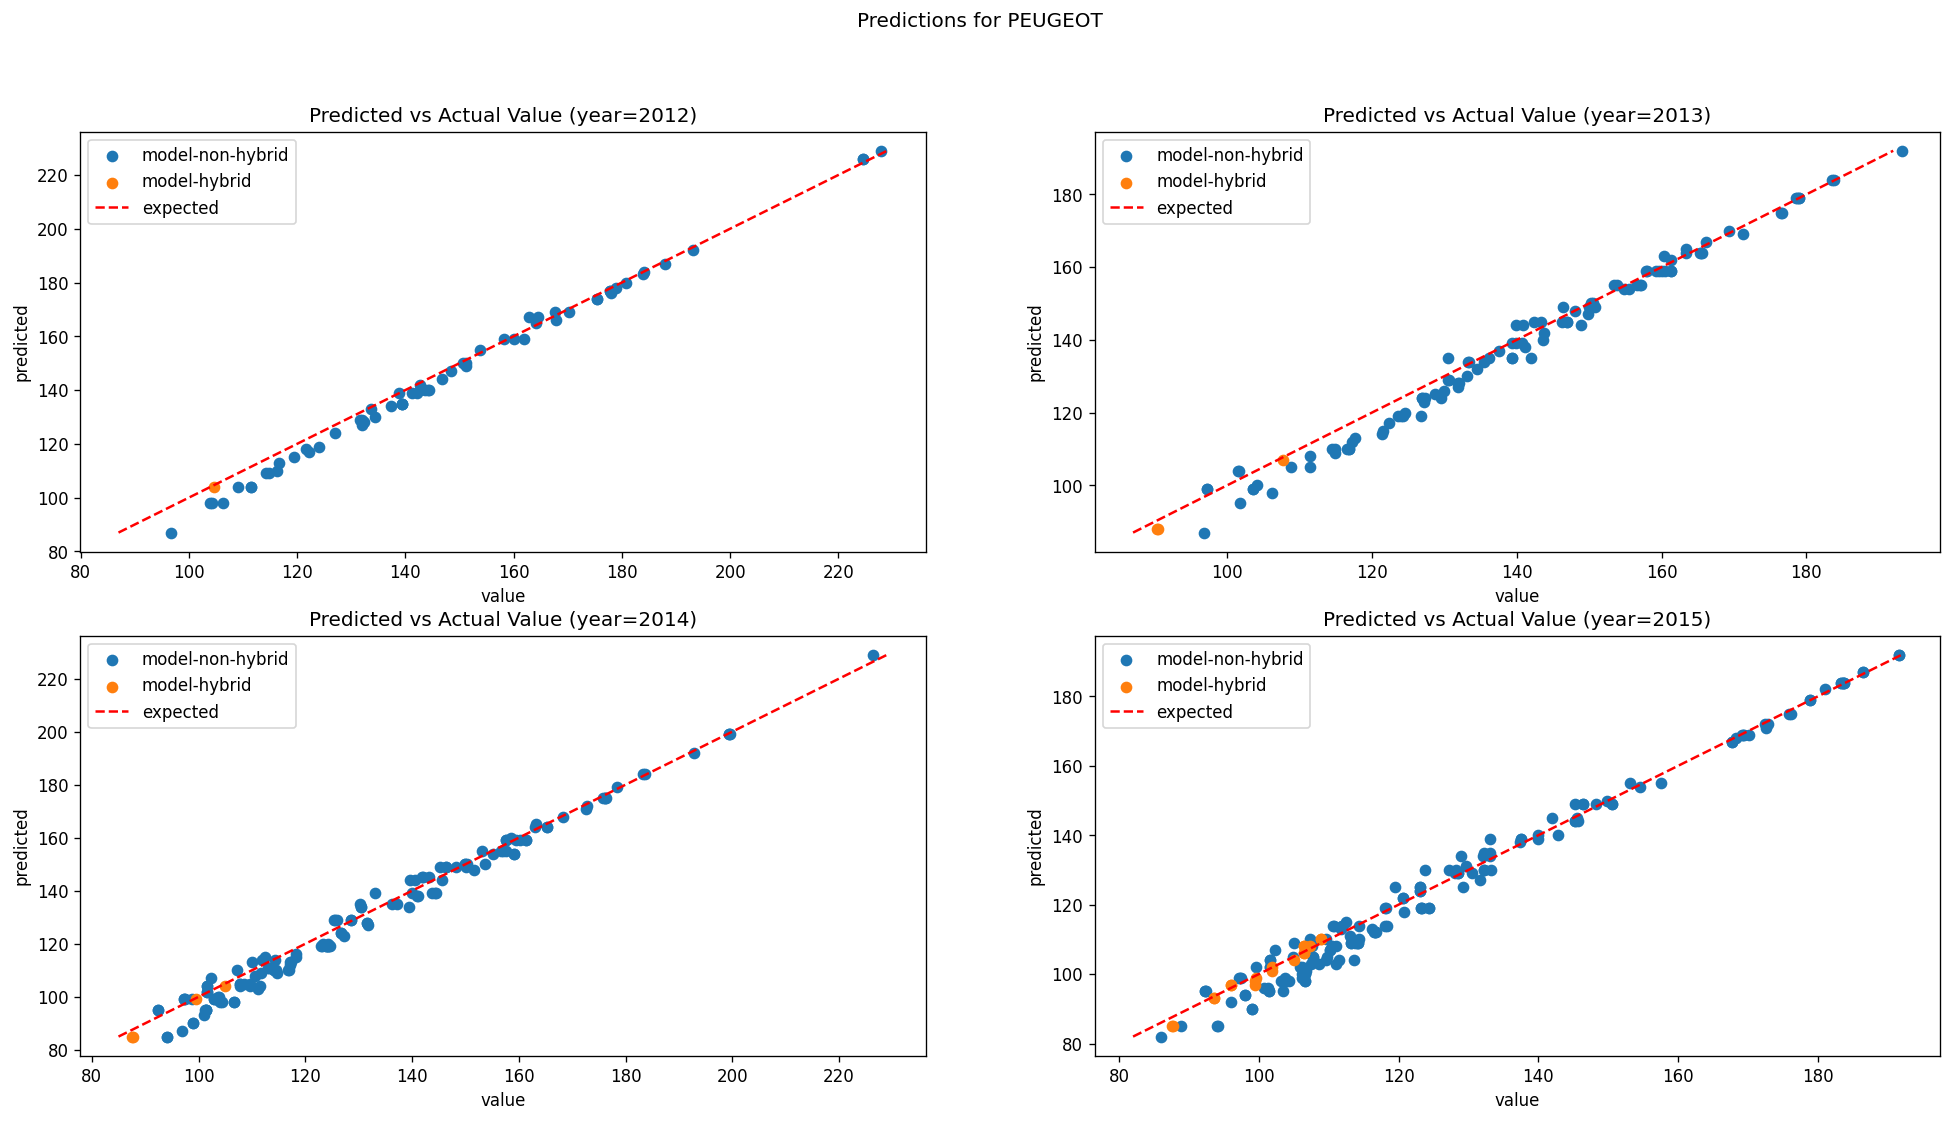 Predictions for PEUGEOT
Predicted vs Actual Value (year=2012)
model-non-hybrid
model-hybrid
expected
predicted
220
200
180
160
140
120
100
80
80 100 120 140 160 180 200 220
value
Predicted vs Actual Value (year=2013)
model-non-hybrid
model-hybrid
expected
predicted
180
160
140
120
100
100 120 140 160 180
value
Predicted vs Actual Value (year=2014)
model-non-hybrid
model-hybrid
expected
predicted
220
200
180
160
140
120
100
80
80 100 120 140 160 180 200 220
value
Predicted vs Actual Value (year=2015)
model-non-hybrid
model-hybrid
expected
predicted
180
160
140
120
100
80
80 100 120 140 160 180
value